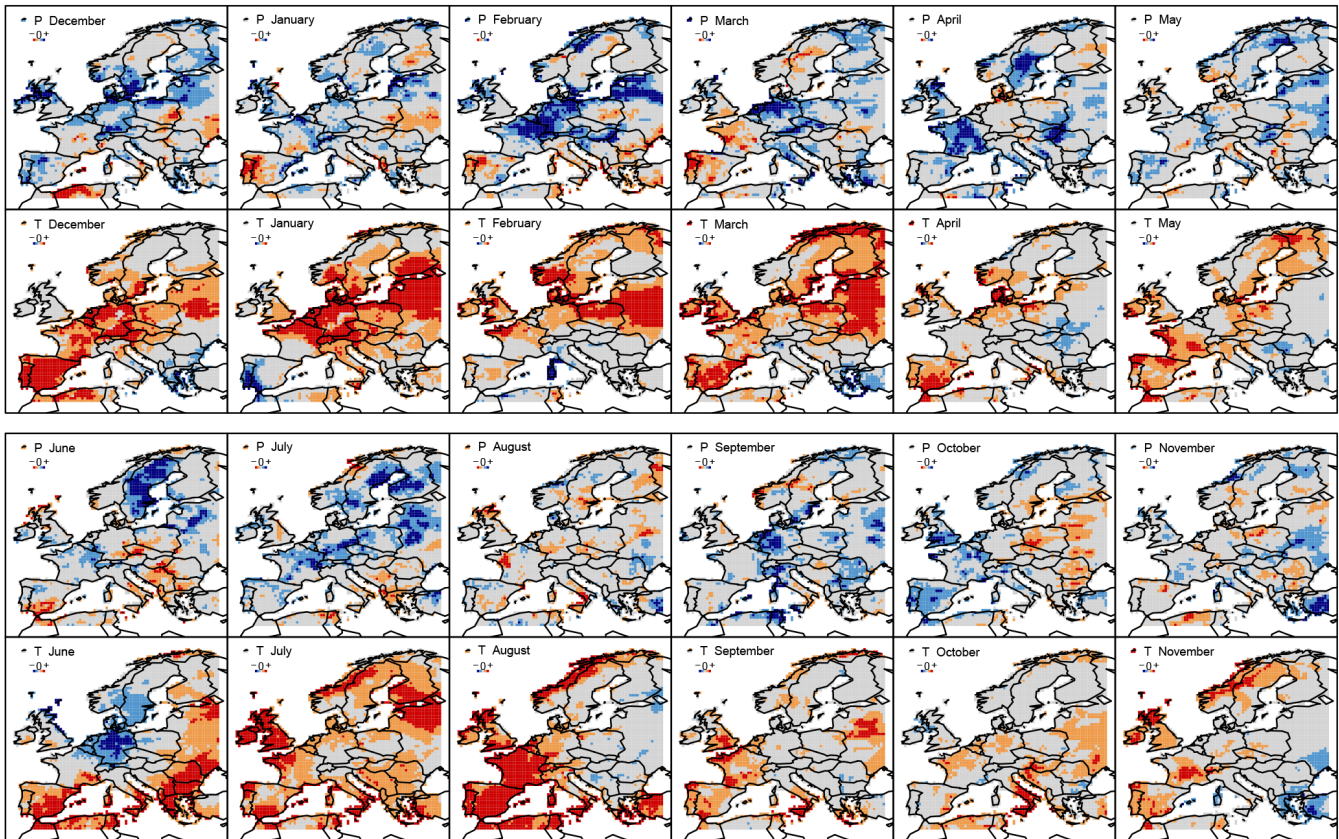 P December
− 0 +
P January
− 0 +
P February
− 0 +
P March
− 0 +
P April
− 0 +
P May
− 0 +
T December
− 0 +
T January
− 0 +
T February
− 0 +
T March
− 0 +
T April
− 0 +
T May
− 0 +
P June
− 0 +
P July
− 0 +
P August
− 0 +
P September
− 0 +
P October
− 0 +
P November
− 0 +
T June
− 0 +
T July
− 0 +
T August
− 0 +
T September
− 0 +
T October
− 0 +
T November
− 0 +